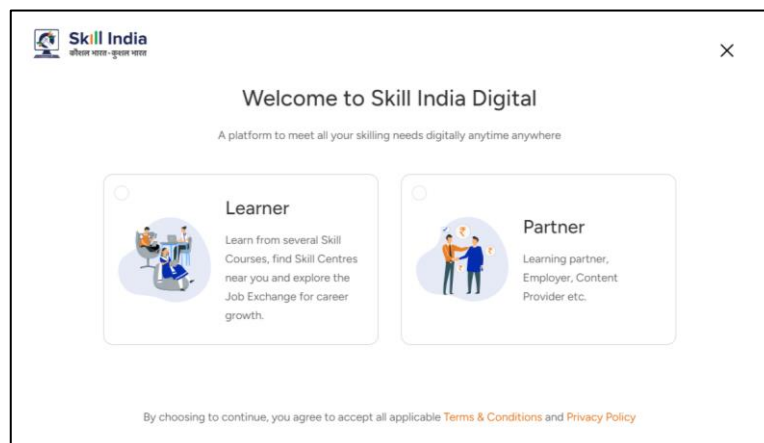 Skill India
कौशल भारत-कुशल भारत
Welcome to Skill India Digital
A platform to meet all your skilling needs digitally anytime anywhere
Learner
Learn from several Skill
Courses, find Skill Centres
near you and explore the
Job Exchange for career
growth.
Partner
Learning partner,
Employer, Content
Provider etc.
By choosing to continue, you agree to accept all applicable Terms & Conditions and Privacy Policy